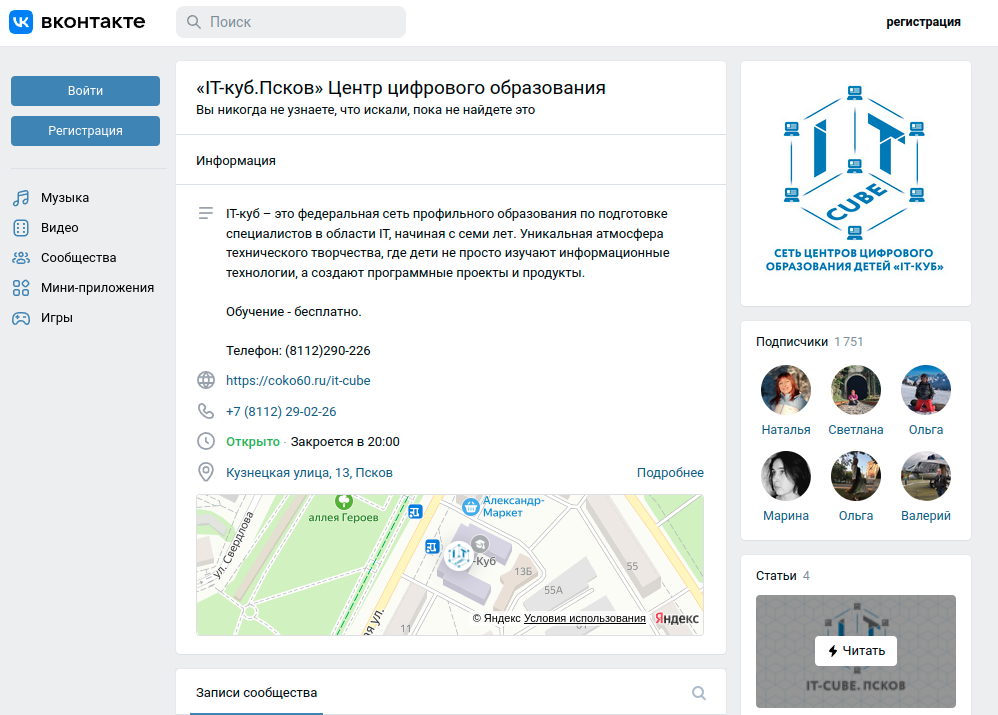 вконтакте
Поиск
регистрация
Войти
Регистрация
Музыка
Видео
Сообщества
Мини-приложения
Игры
«IT-куб.Псков» Центр цифрового образования
Вы никогда не узнаете, что искали, пока не найдете это
Информация
IT-куб – это федеральная сеть профильного образования по подготовке
специалистов в области IT, начиная с семи лет. Уникальная атмосфера
технического творчества, где дети не просто изучают информационные
технологии, а создают программные проекты и продукты.
Обучение - бесплатно.
Телефон: (8112)290-226
https://coko60.ru/it-cube
+7 (8112) 29-02-26
Открыто · Закроется в 20:00
Кузнецкая улица, 13, Псков
Подробнее
аллея Героев
Александр-
Маркет
ул. Свердлова
-Куб
13Б
55А
55
11
ая ул.
© Яндекс Условия использования Яндекс
Записи сообщества
IT
CUBE
СЕТЬ ЦЕНТРОВ ЦИФРОВОГО
ОБРАЗОВАНИЯ ДЕТЕЙ «IT-КУБ»
Подписчики 1 751
Наталья
Светлана
Ольга
Марина
Ольга
Валерий
Статьи 4
Читать
IT-CUBE. ПСКОВ